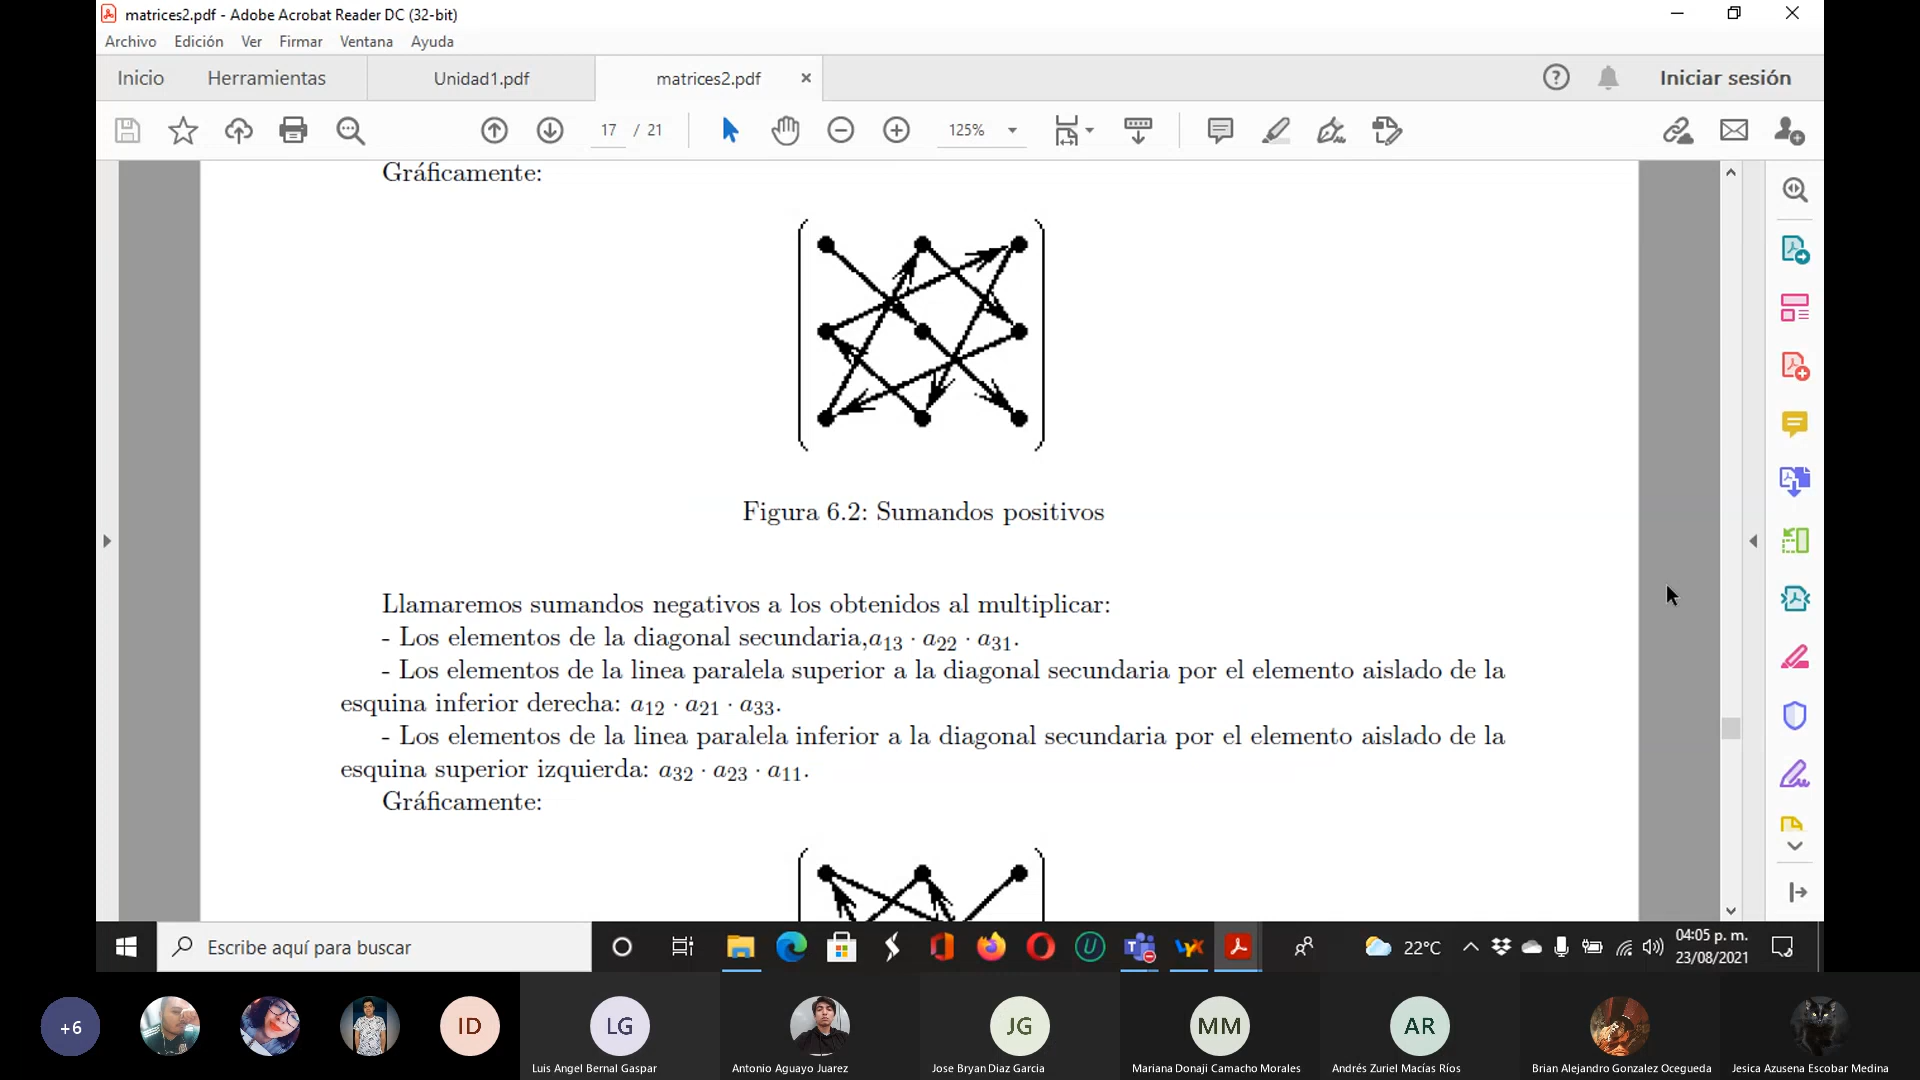 matrices2.pdf - Adobe Acrobat Reader DC (32-bit)
Archivo Edición Ver Firmar Ventana Ayuda
Inicio Herramientas Unidad1.pdf matrices2.pdf × Iniciar sesión
17 / 21 125%
Gráficamente:
Figura 6.2: Sumandos positivos
Llamaremos sumandos negativos a los obtenidos al multiplicar:
- Los elementos de la diagonal secundaria,a₁₃ · a₂₂ · a₃₁.
- Los elementos de la linea paralela superior a la diagonal secundaria por el elemento aislado de la
esquina inferior derecha: a₁₂ · a₂₁ · a₃₃.
- Los elementos de la linea paralela inferior a la diagonal secundaria por el elemento aislado de la
esquina superior izquierda: a₃₂ · a₂₃ · a₁₁.
Gráficamente:
Escribe aquí para buscar
22°C
04:05 p. m.
23/08/2021
+6 ID LG JG MM AR
Luis Angel Bernal Gaspar Antonio Aguayo Juarez Jose Bryan Diaz Garcia Mariana Donaji Camacho Morales Andrés Zuriel Macías Ríos Brian Alejandro Gonzalez Ocegueda Jesica Azusena Escobar Medina